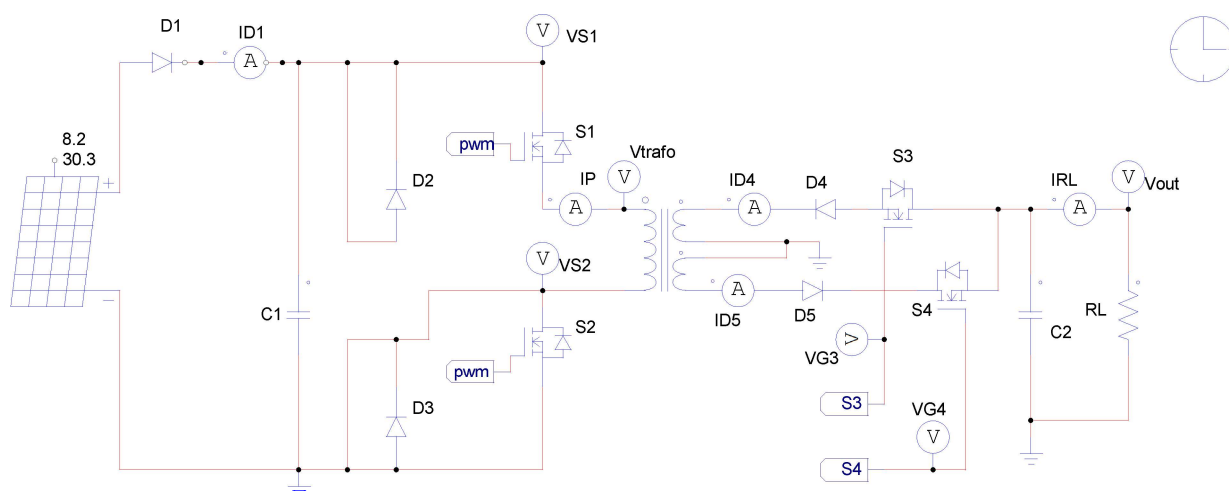 D1
ID1
A
V
VS1
8.2
30.3
+
−
D2
pwm
S1
IP
A
Vtrafo
V
VS2
V
C1
D3
pwm
S2
ID4
A
D4
S3
IRL
A
V
Vout
A
ID5
D5
S4
C2
RL
VG3
V
S3
VG4
V
S4